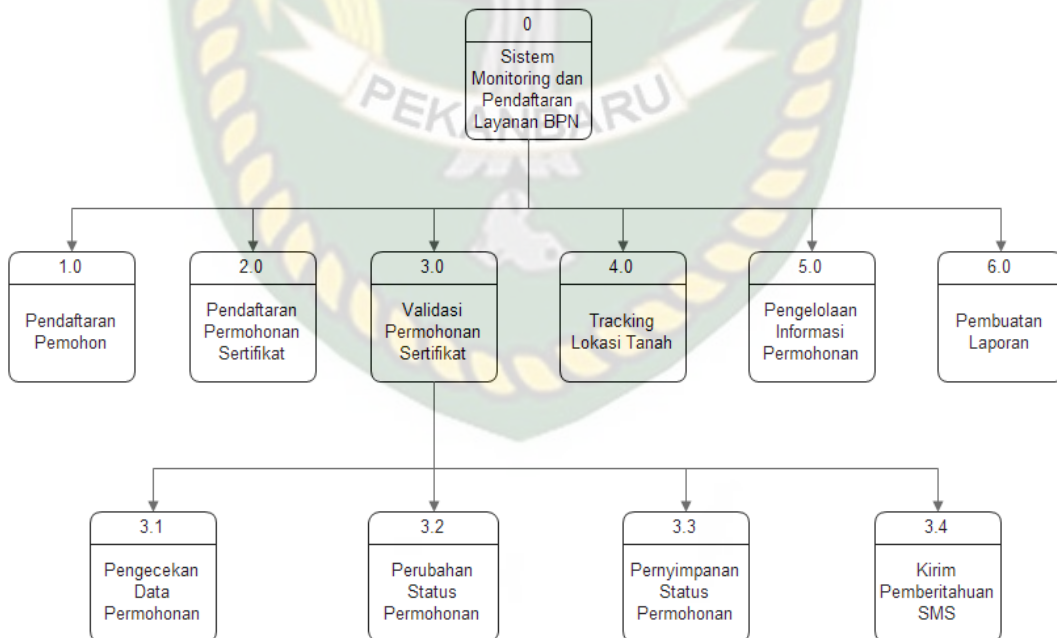 0
Sistem
Monitoring dan
Pendaftaran
Layanan BPN
PEKANBARU
1.0
Pendaftaran
Pemohon
2.0
Pendaftaran
Permohonan
Sertifikat
3.0
Validasi
Permohonan
Sertifikat
4.0
Tracking
Lokasi Tanah
5.0
Pengelolaan
Informasi
Permohonan
6.0
Pembuatan
Laporan
3.1
Pengecekan
Data
Permohonan
3.2
Perubahan
Status
Permohonan
3.3
Pernyimpanan
Status
Permohonan
3.4
Kirim
Pemberitahuan
SMS